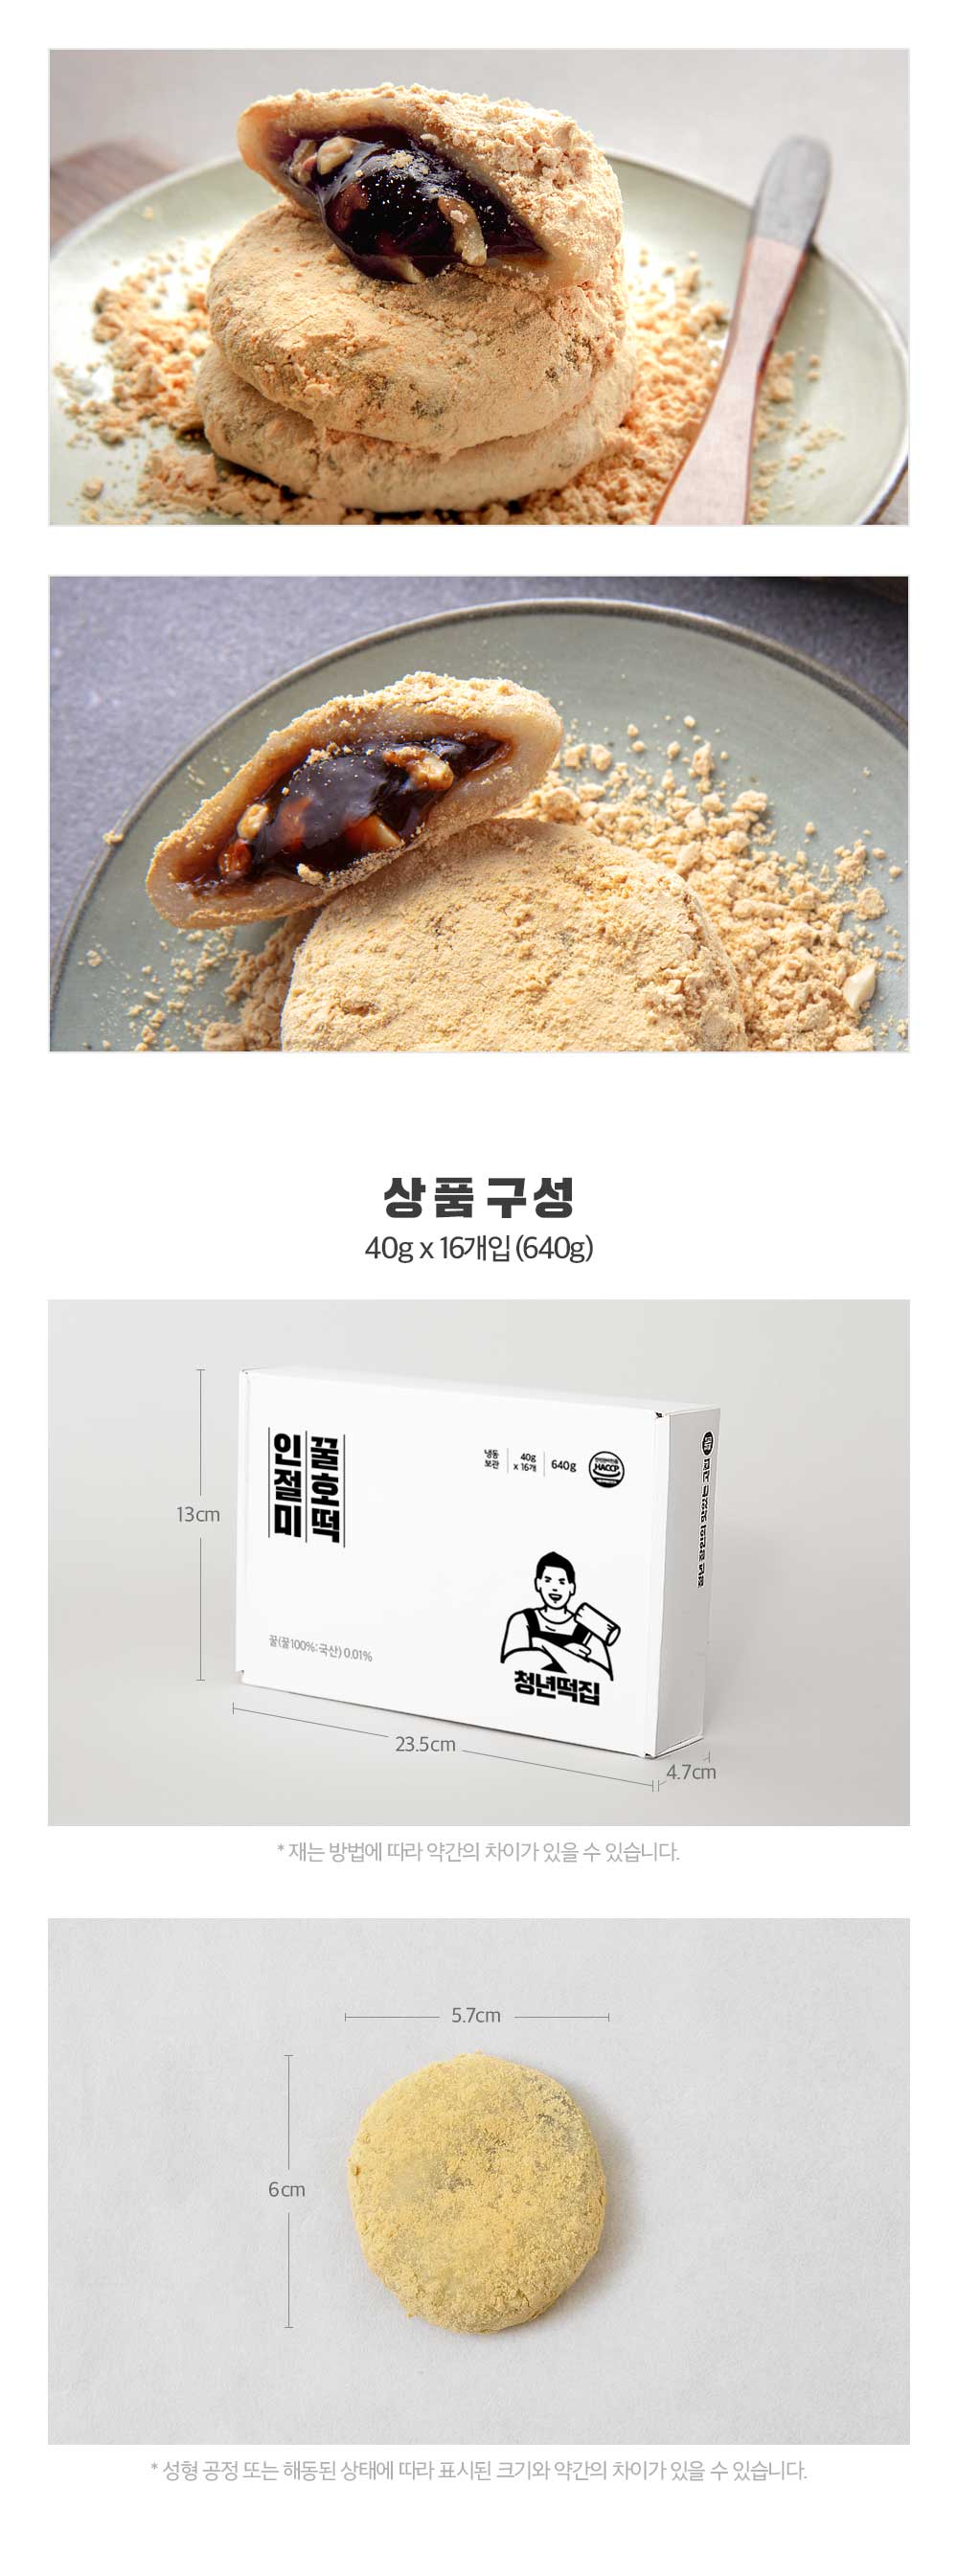 상품 구성
40g x 16개입 (640g)
13cm
인절미
꿀호떡
냉동
보관
40g
x 16개
640g
HACCP
꿀(꿀100%:국산) 0.01%
청년떡집
23.5cm
4.7cm
* 재는 방법에 따라 약간의 차이가 있을 수 있습니다.
5.7cm
6cm
* 성형 공정 또는 해동된 상태에 따라 표시된 크기와 약간의 차이가 있을 수 있습니다.